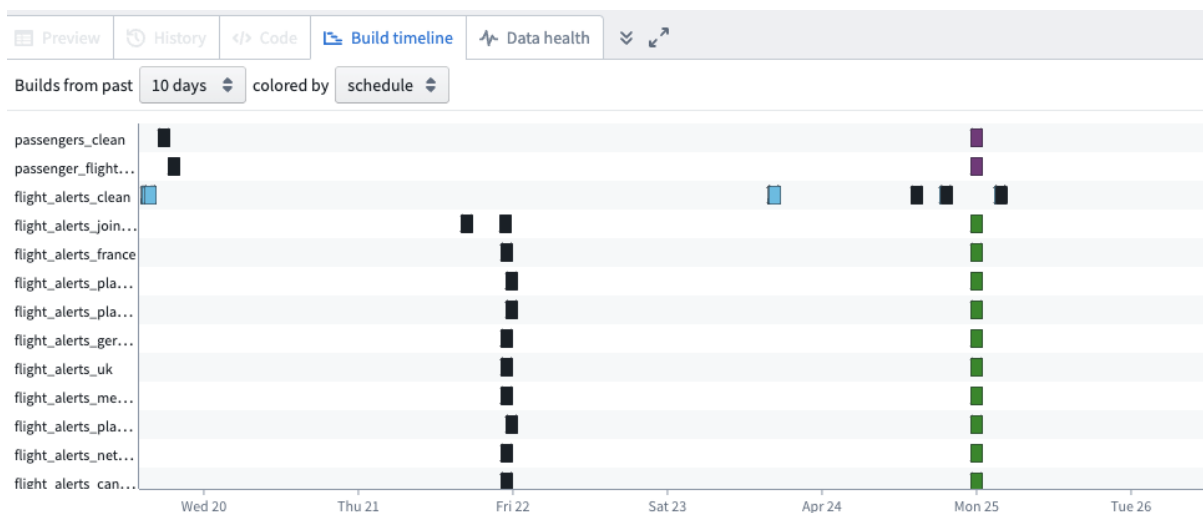 Preview History Code Build timeline Data health
Builds from past 10 days colored by schedule
passengers_clean
passenger_flight...
flight_alerts_clean
flight_alerts_join...
flight_alerts_france
flight_alerts_pla...
flight_alerts_pla...
flight_alerts_ger...
flight_alerts_uk
flight_alerts_me...
flight_alerts_pla...
flight_alerts_net...
flight_alerts_can...
Wed 20 Thu 21 Fri 22 Sat 23 Apr 24 Mon 25 Tue 26